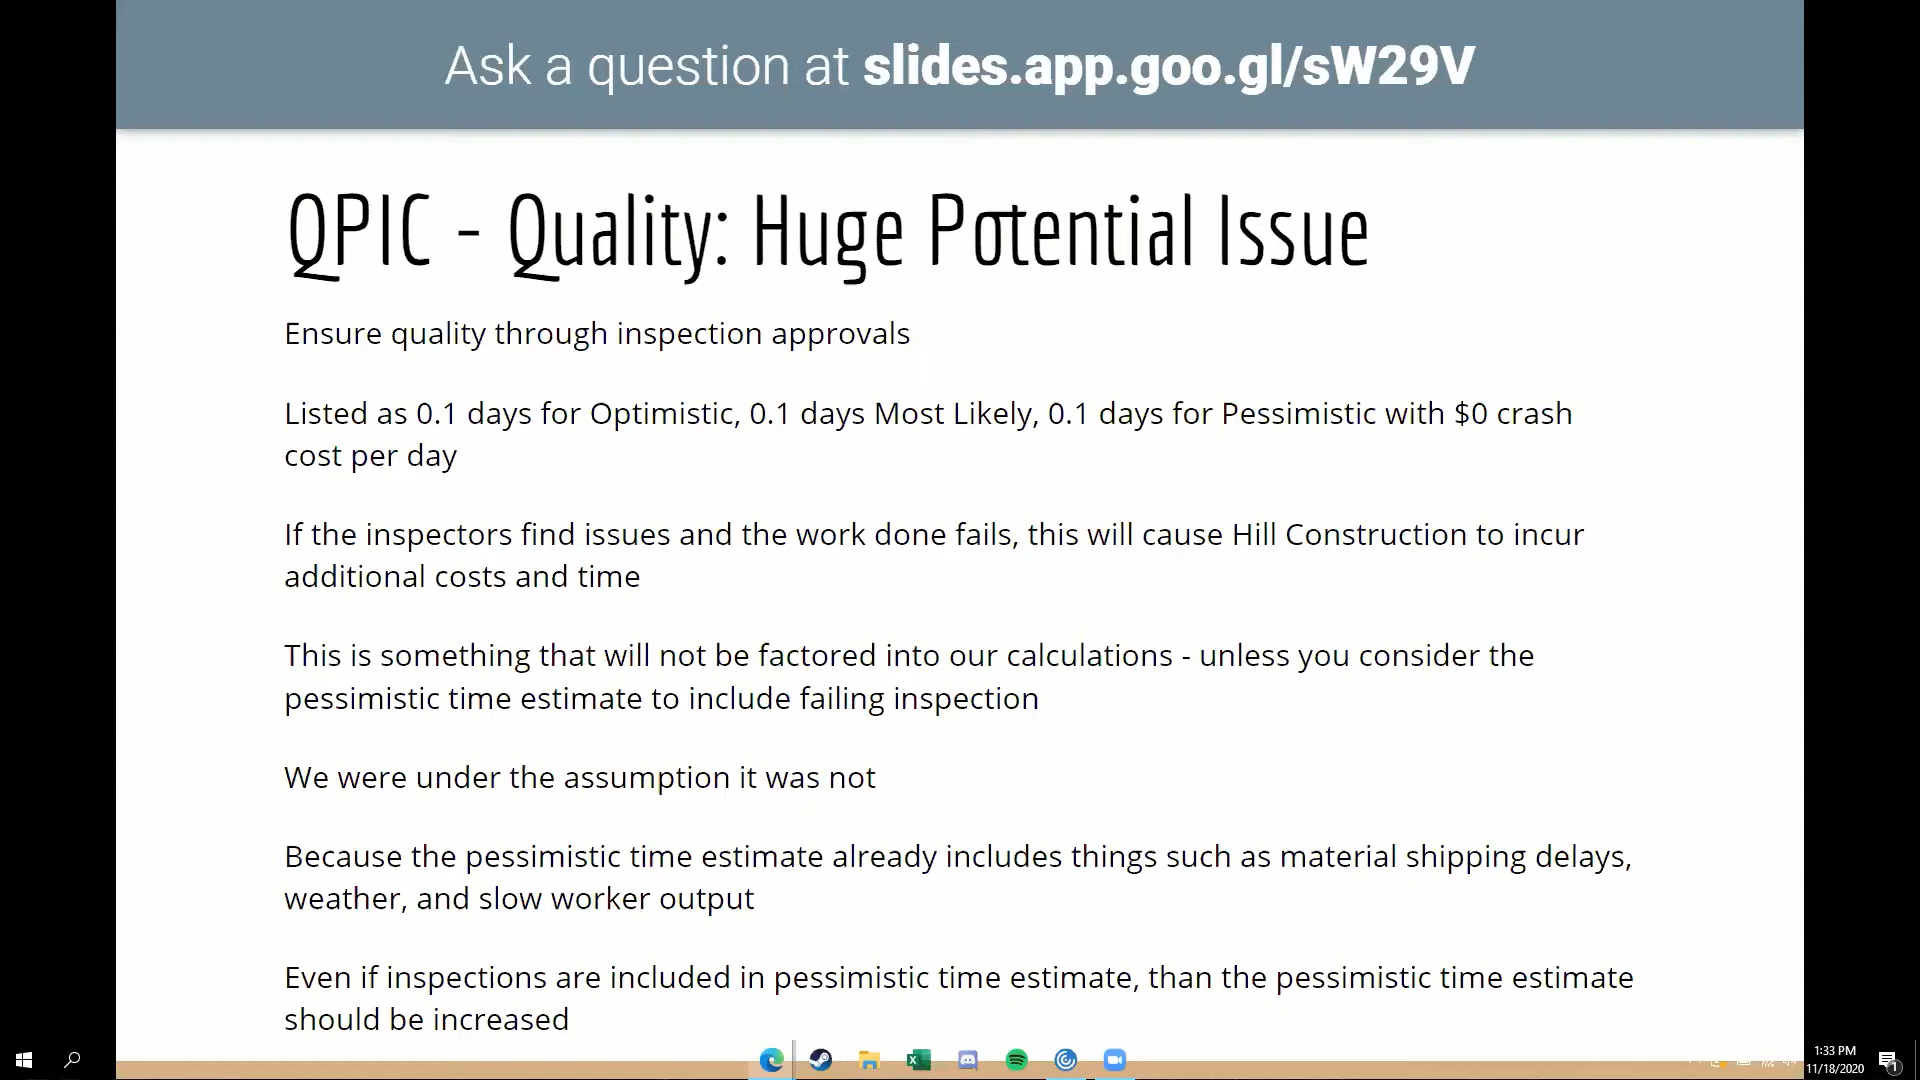 Ask a question at slides.app.goo.gl/sW29V
QPIC - Quality: Huge Potential Issue
Ensure quality through inspection approvals
Listed as 0.1 days for Optimistic, 0.1 days Most Likely, 0.1 days for Pessimistic with $0 crash
cost per day
If the inspectors find issues and the work done fails, this will cause Hill Construction to incur
additional costs and time
This is something that will not be factored into our calculations - unless you consider the
pessimistic time estimate to include failing inspection
We were under the assumption it was not
Because the pessimistic time estimate already includes things such as material shipping delays,
weather, and slow worker output
Even if inspections are included in pessimistic time estimate, than the pessimistic time estimate
should be increased
1:33 PM
11/18/2020
1